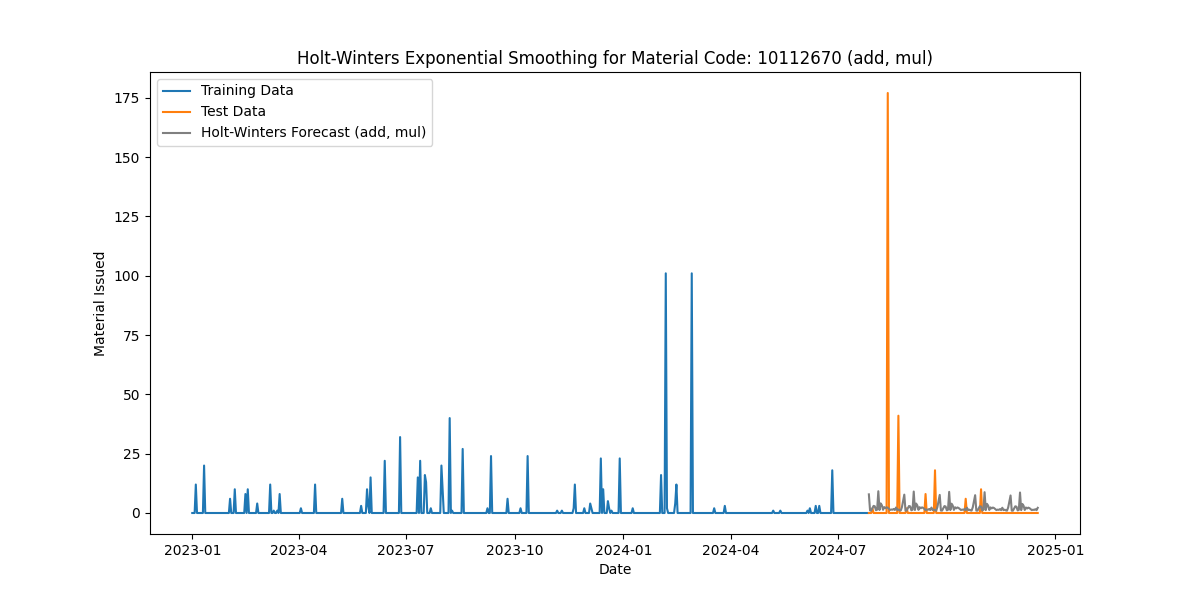 Holt-Winters Exponential Smoothing for Material Code: 10112670 (add, mul)
Training Data
Test Data
Holt-Winters Forecast (add, mul)
175
150
125
100
75
50
25
0
Material Issued
2023-01 2023-04 2023-07 2023-10 2024-01 2024-04 2024-07 2024-10 2025-01
Date